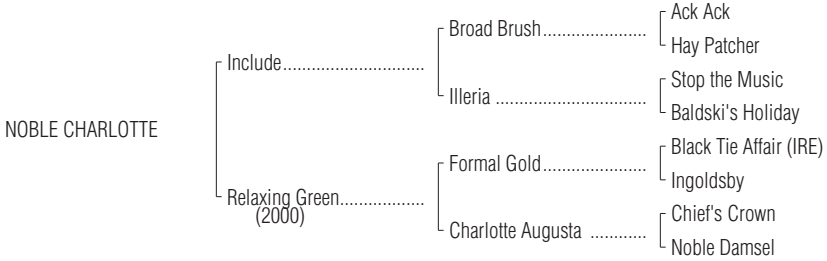 Ack Ack
Broad Brush......................
Hay Patcher
Include.............................
Stop the Music
Illeria ...............................
Baldski's Holiday
NOBLE CHARLOTTE
Black Tie Affair (IRE)
Formal Gold.....................
Ingoldsby
Relaxing Green.................
(2000)
Chief's Crown
Charlotte Augusta ............
Noble Damsel